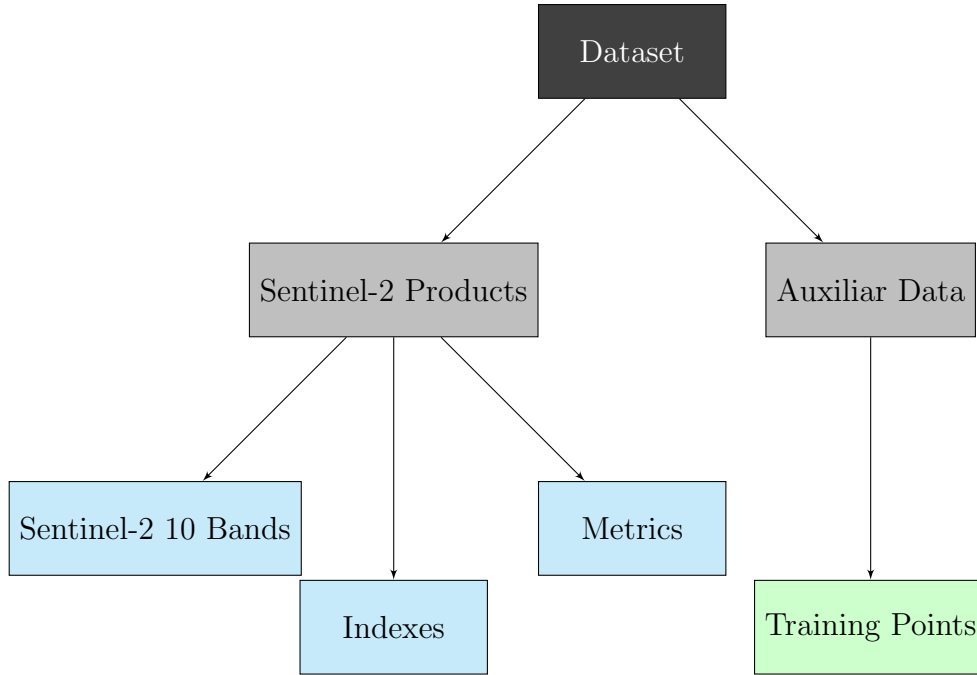 Dataset
Sentinel-2 Products
Auxiliar Data
Sentinel-2 10 Bands
Metrics
Indexes
Training Points